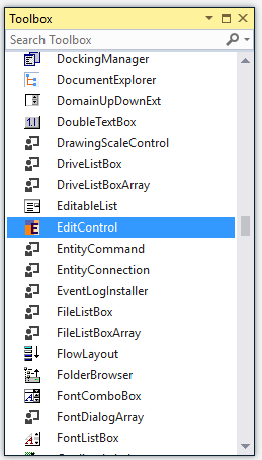 Toolbox
Search Toolbox
DockingManager
DocumentExplorer
DomainUpDownExt
DoubleTextBox
DrawingScaleControl
DriveListBox
DriveListBoxArray
EditableList
EditControl
EntityCommand
EntityConnection
EventLogInstaller
FileListBox
FileListBoxArray
FlowLayout
FolderBrowser
FontComboBox
FontDialogArray
FontListBox